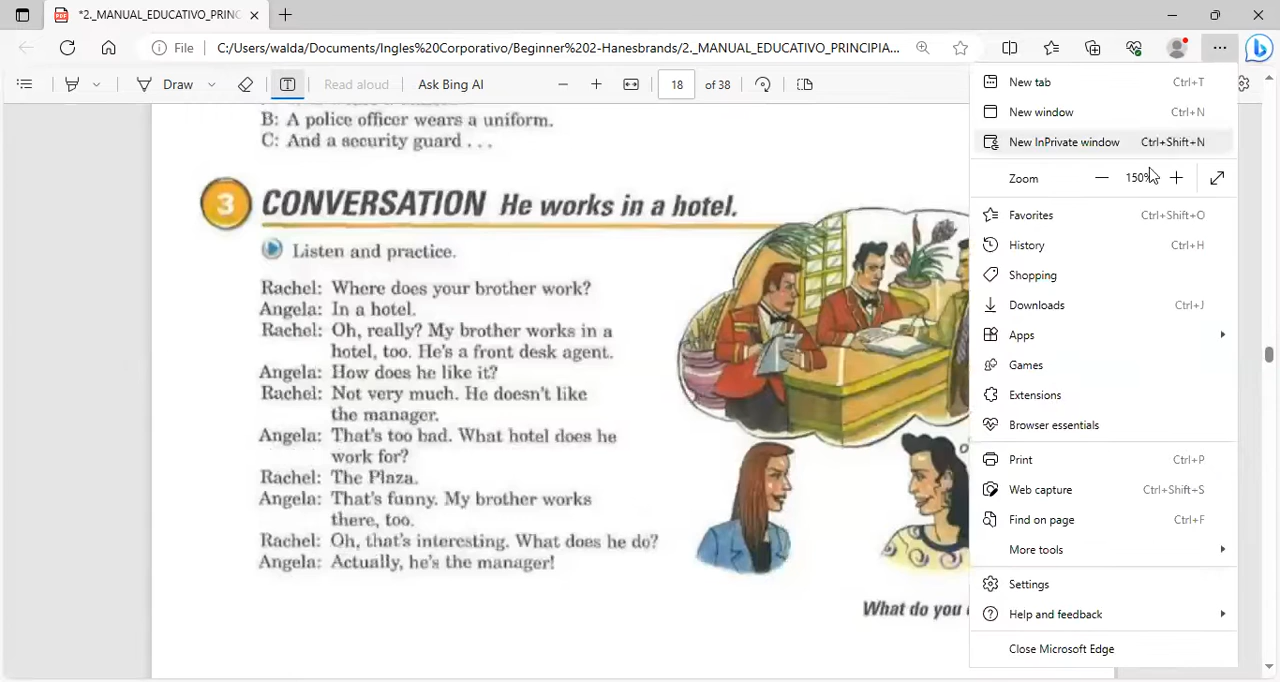 *2._MANUAL_EDUCATIVO_PRINC
File C:/Users/walda/Documents/Ingles%20Corporativo/Beginner%202-Hanesbrands/2._MANUAL_EDUCATIVO_PRINCIPIA...
Draw Read aloud Ask Bing AI 18 of 38
B: A police officer wears a uniform.
C: And a security guard . . .
3 CONVERSATION He works in a hotel.
Listen and practice.
Rachel: Where does your brother work?
Angela: In a hotel.
Rachel: Oh, really? My brother works in a
hotel, too. He's a front desk agent.
Angela: How does he like it?
Rachel: Not very much. He doesn't like
the manager.
Angela: That's too bad. What hotel does he
work for?
Rachel: The Plaza.
Angela: That's funny. My brother works
there, too.
Rachel: Oh, that's interesting. What does he do?
Angela: Actually, he's the manager!
What do you
New tab Ctrl+T
New window Ctrl+N
New InPrivate window Ctrl+Shift+N
Zoom 150%
Favorites Ctrl+Shift+O
History Ctrl+H
Shopping
Downloads Ctrl+J
Apps
Games
Extensions
Browser essentials
Print Ctrl+P
Web capture Ctrl+Shift+S
Find on page Ctrl+F
More tools
Settings
Help and feedback
Close Microsoft Edge